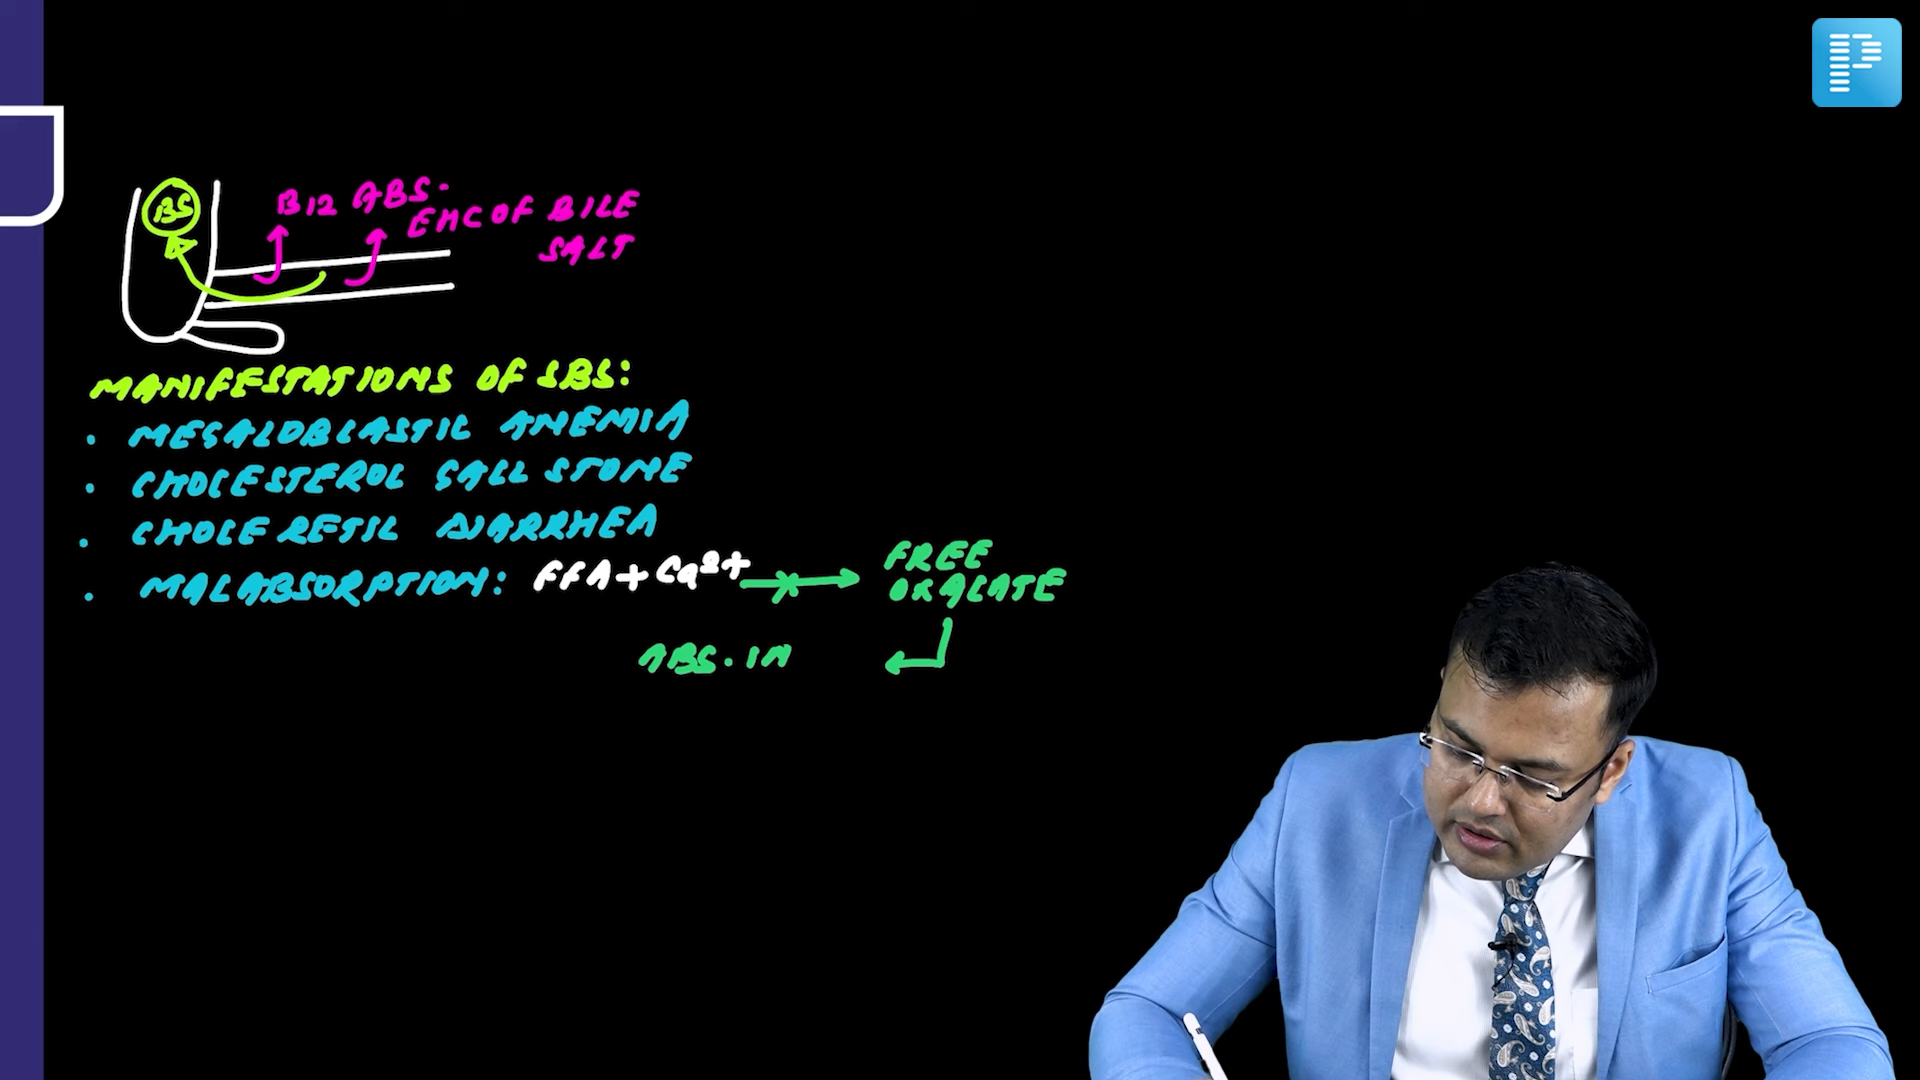 BS
B12 ABS.
EHC OF BILE
SALT
MANIFESTATIONS OF SBS:
• MEGALOBLASTIC ANEMIA
• CHOLESTEROL GALL STONE
• CHOLERETIC DIARRHEA
• MALABSORPTION: FFA + Ca2+
FREE
OXALATE
ABS. IN
P